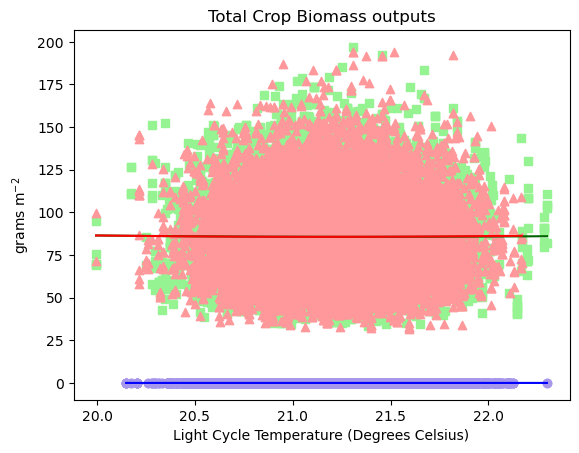 Total Crop Biomass outputs
grams m⁻²
200
175
150
125
100
75
50
25
0
20.0 20.5 21.0 21.5 22.0
Light Cycle Temperature (Degrees Celsius)